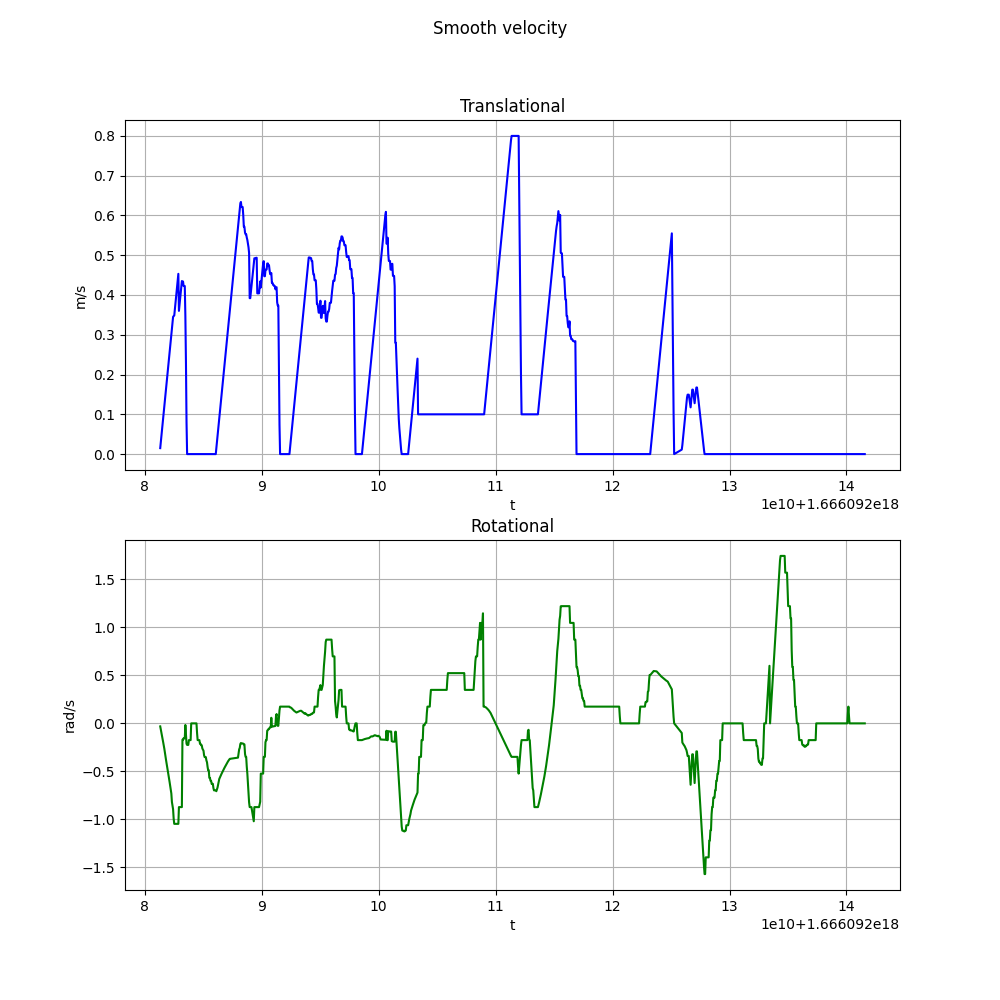 Smooth velocity
Translational
0.8
0.7
0.6
0.5
0.4
0.3
0.2
0.1
0.0
m/s
8 9 10 11 12 13 14
t
1e10+1.666092e18
Rotational
1.5
1.0
0.5
0.0
−0.5
−1.0
−1.5
rad/s
8 9 10 11 12 13 14
t
1e10+1.666092e18